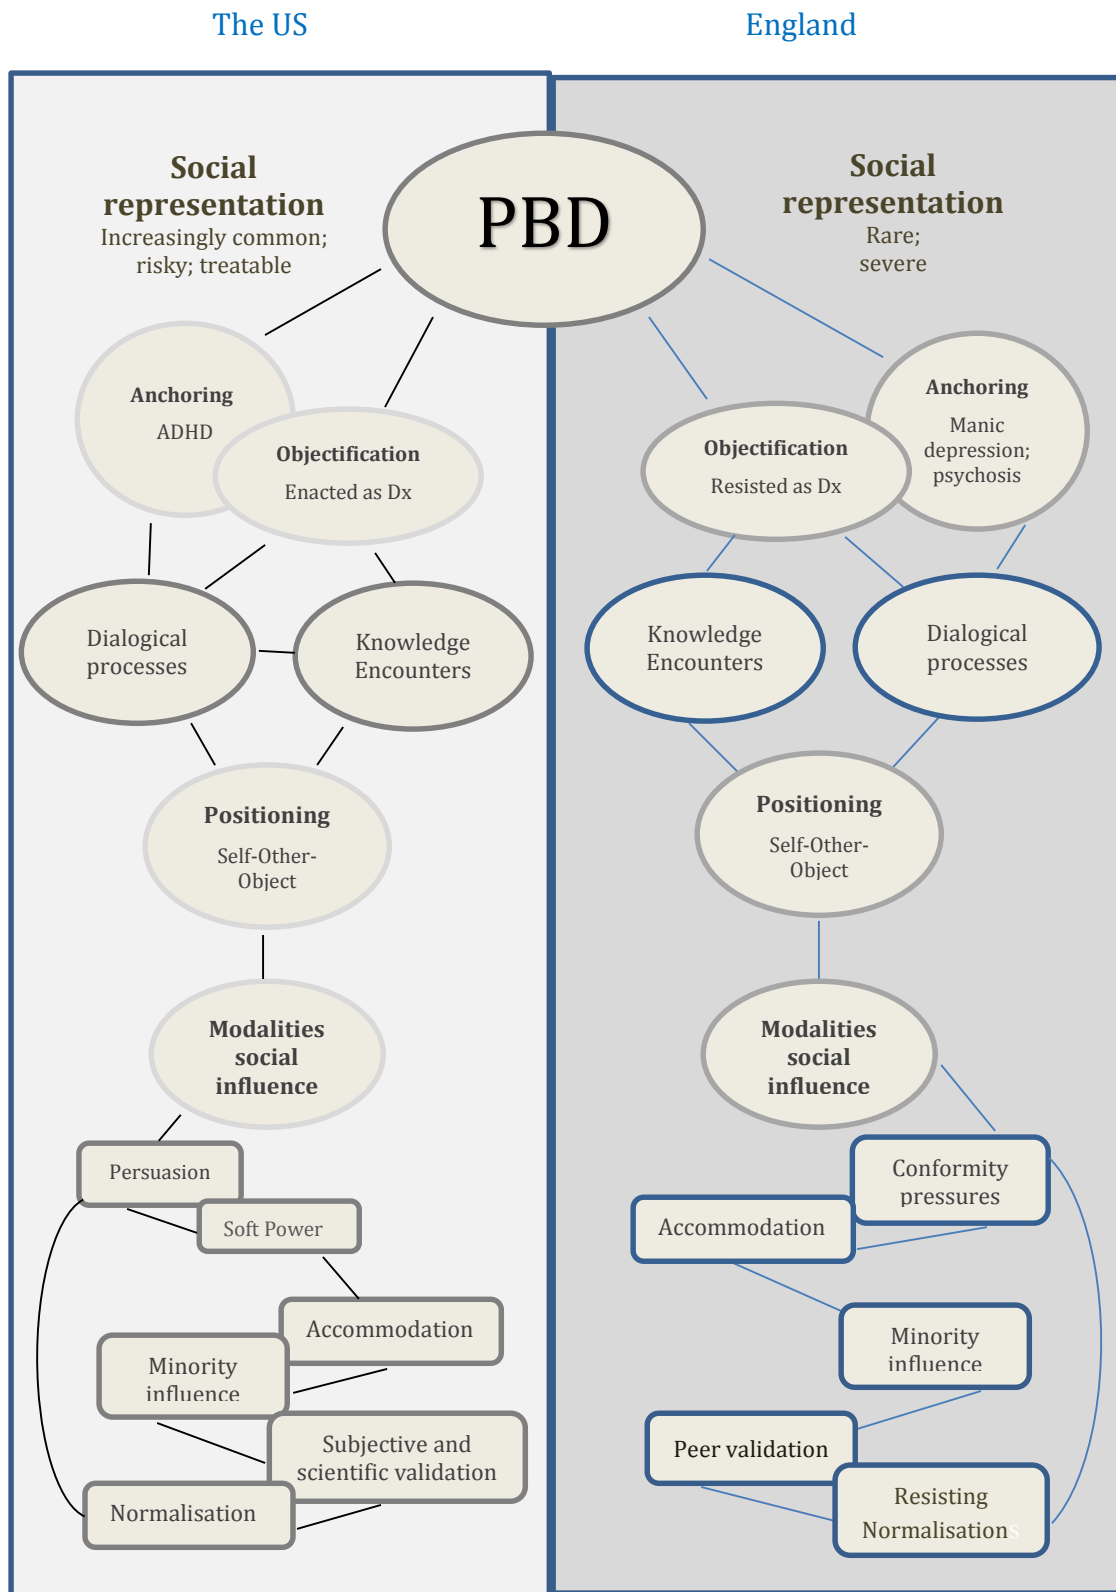 The US
England
PBD
Social
representation
Increasingly common;
risky; treatable
Anchoring
ADHD
Objectification
Enacted as Dx
Dialogical
processes
Knowledge
Encounters
Positioning
Self-Other-
Object
Modalities
social
influence
Persuasion
Soft Power
Accommodation
Minority
influence
Subjective and
scientific validation
Normalisation
Social
representation
Rare;
severe
Anchoring
Manic
depression;
psychosis
Objectification
Resisted as Dx
Knowledge
Encounters
Dialogical
processes
Positioning
Self-Other-
Object
Modalities
social
influence
Conformity
pressures
Accommodation
Minority
influence
Peer validation
Resisting
Normalisations